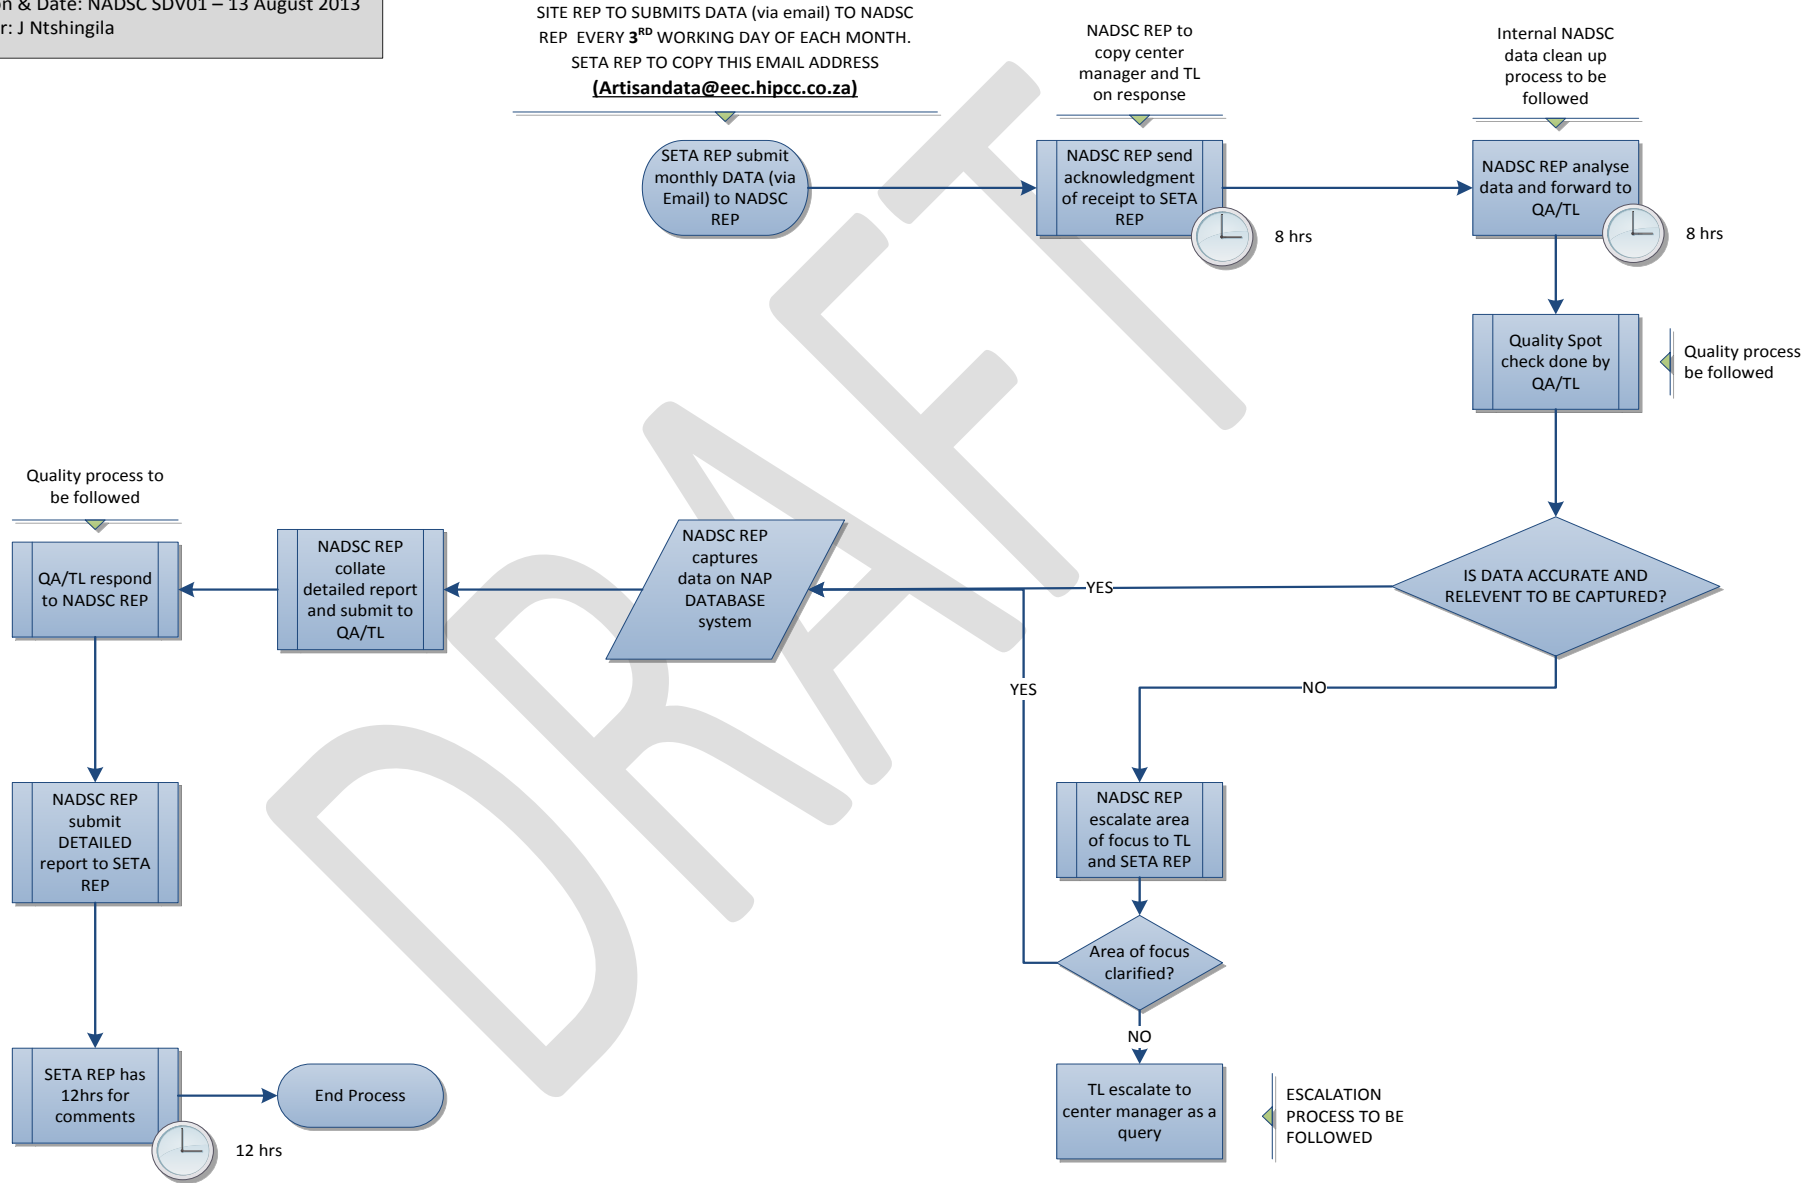 on & Date: NADSC SDV01 – 13 August 2013
r: J Ntshingila
SITE REP TO SUBMITS DATA (via email) TO NADSC
REP EVERY 3RD WORKING DAY OF EACH MONTH.
SETA REP TO COPY THIS EMAIL ADDRESS
(Artisandata@eec.hipcc.co.za)
NADSC REP to
copy center
manager and TL
on response
Internal NADSC
data clean up
process to be
followed
SETA REP submit
monthly DATA (via
Email) to NADSC
REP
NADSC REP send
acknowledgment
of receipt to SETA
REP
8 hrs
NADSC REP analyse
data and forward to
QA/TL
8 hrs
Quality Spot
check done by
QA/TL
Quality process
be followed
IS DATA ACCURATE AND
RELEVENT TO BE CAPTURED?
YES
NO
NADSC REP
captures
data on NAP
DATABASE
system
NADSC REP
collate
detailed report
and submit to
QA/TL
Quality process to
be followed
QA/TL respond
to NADSC REP
NADSC REP
submit
DETAILED
report to SETA
REP
SETA REP has
12hrs for
comments
12 hrs
End Process
YES
NADSC REP
escalate area
of focus to TL
and SETA REP
Area of focus
clarified?
NO
TL escalate to
center manager as a
query
ESCALATION
PROCESS TO BE
FOLLOWED
DRAFT